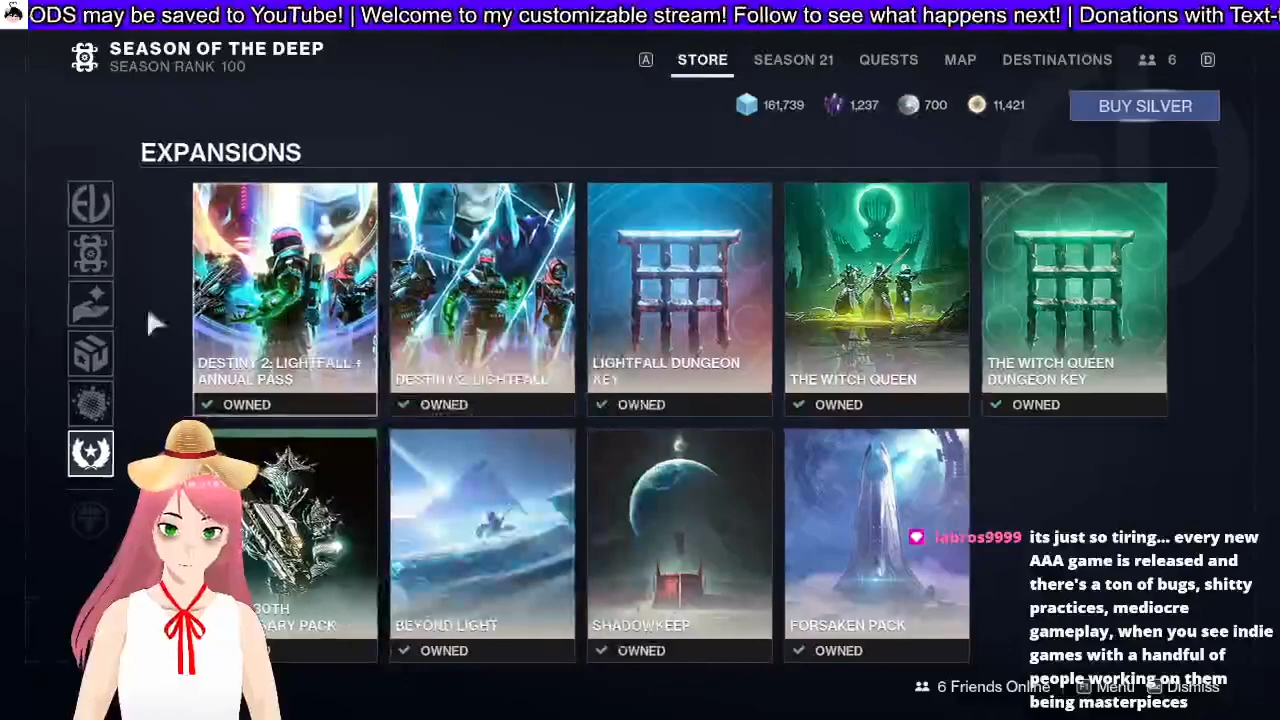 ODS may be saved to YouTube! | Welcome to my customizable stream! Follow to see what happens next! | Donations with Text-t
SEASON OF THE DEEP
SEASON RANK 100
A STORE SEASON 21 QUESTS MAP DESTINATIONS 6 D
161,739 1,237 700 11,421 BUY SILVER
EXPANSIONS
DESTINY 2: LIGHTFALL +
ANNUAL PASS
OWNED
DESTINY 2: LIGHTFALL
OWNED
LIGHTFALL DUNGEON
KEY
OWNED
THE WITCH QUEEN
OWNED
THE WITCH QUEEN
DUNGEON KEY
OWNED
30TH
ARY PACK
BEYOND LIGHT
OWNED
SHADOWKEEP
OWNED
FORSAKEN PACK
OWNED
labros9999 its just so tiring... every new
AAA game is released and
there's a ton of bugs, shitty
practices, mediocre
gameplay, when you see indie
games with a handful of
people working on them
being masterpieces
6 Friends Online F1 Menu Dismiss